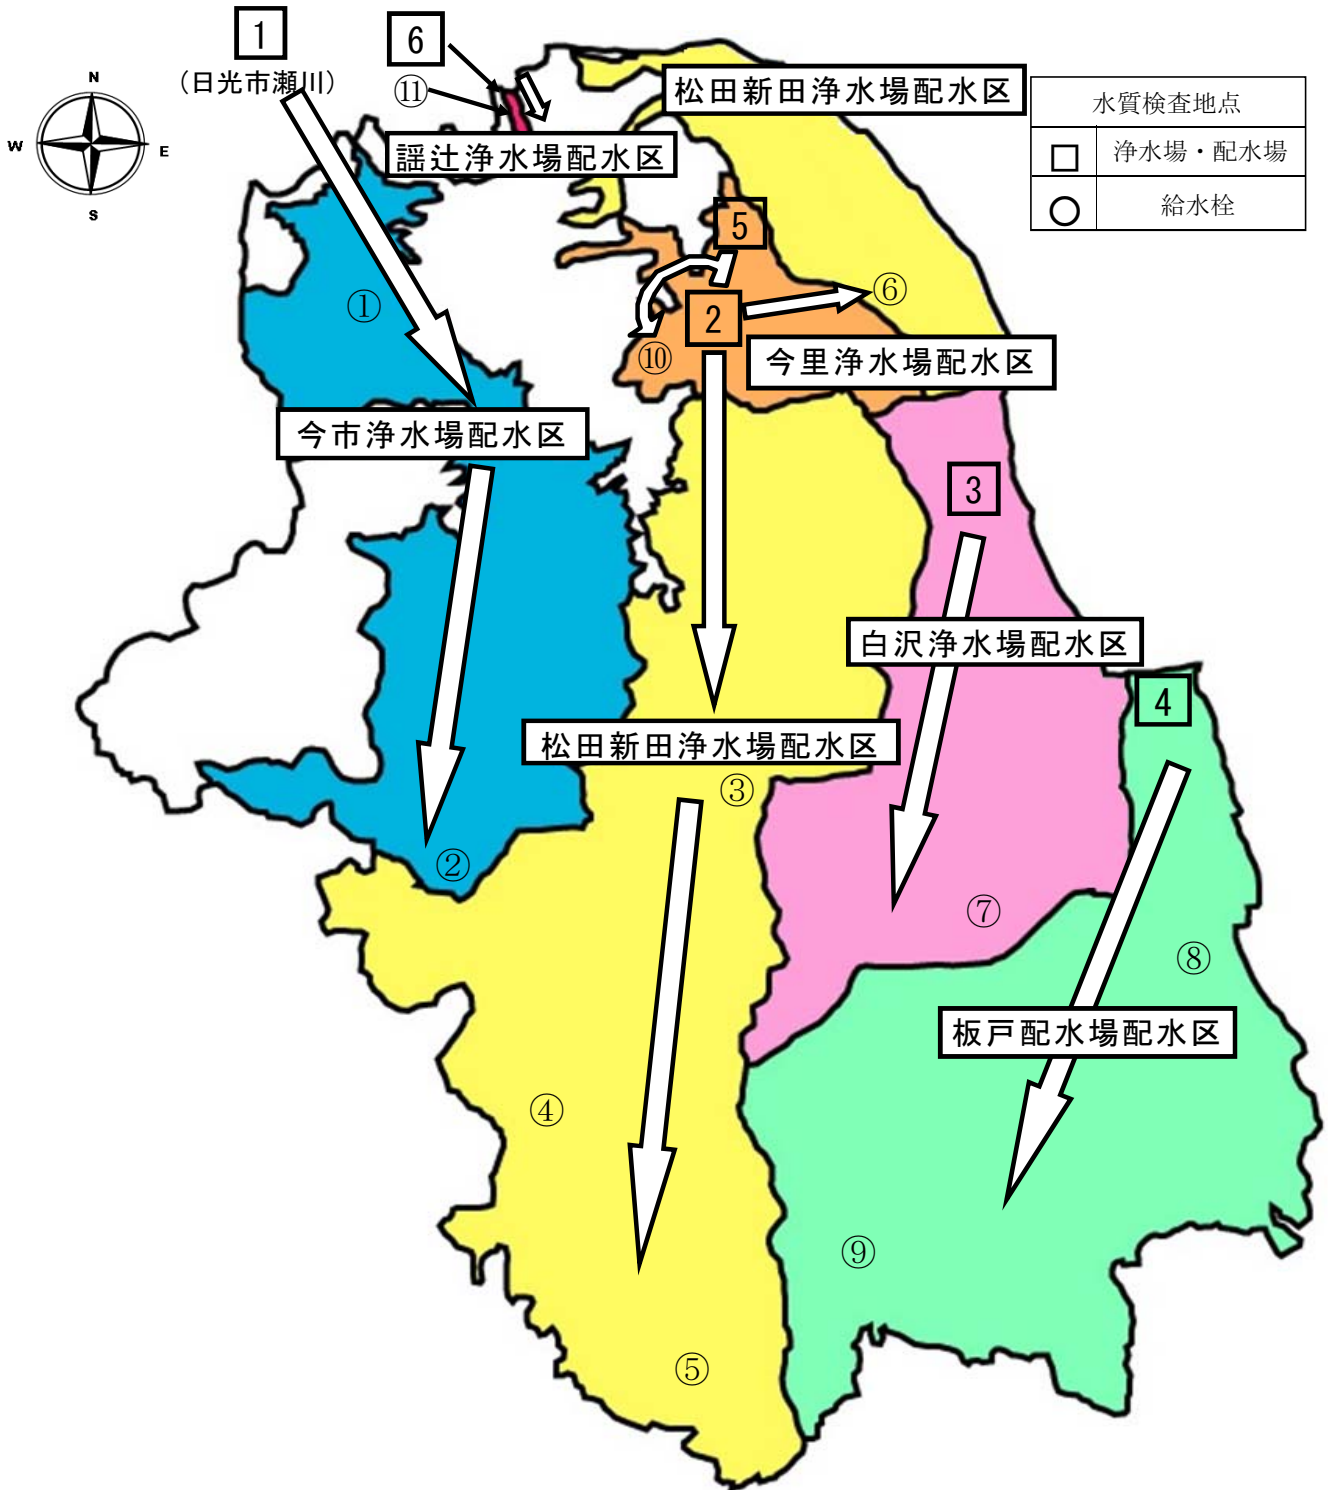 1
6
(日光市瀬川)
N
W
E
S
⑪
松田新田浄水場配水区
水質検査地点
□ 浄水場・配水場
○ 給水栓
謡辻浄水場配水区
5
①
⑥
2
⑩
今里浄水場配水区
今市浄水場配水区
3
白沢浄水場配水区
4
松田新田浄水場配水区
③
②
⑦
⑧
板戸配水場配水区
④
⑨
⑤